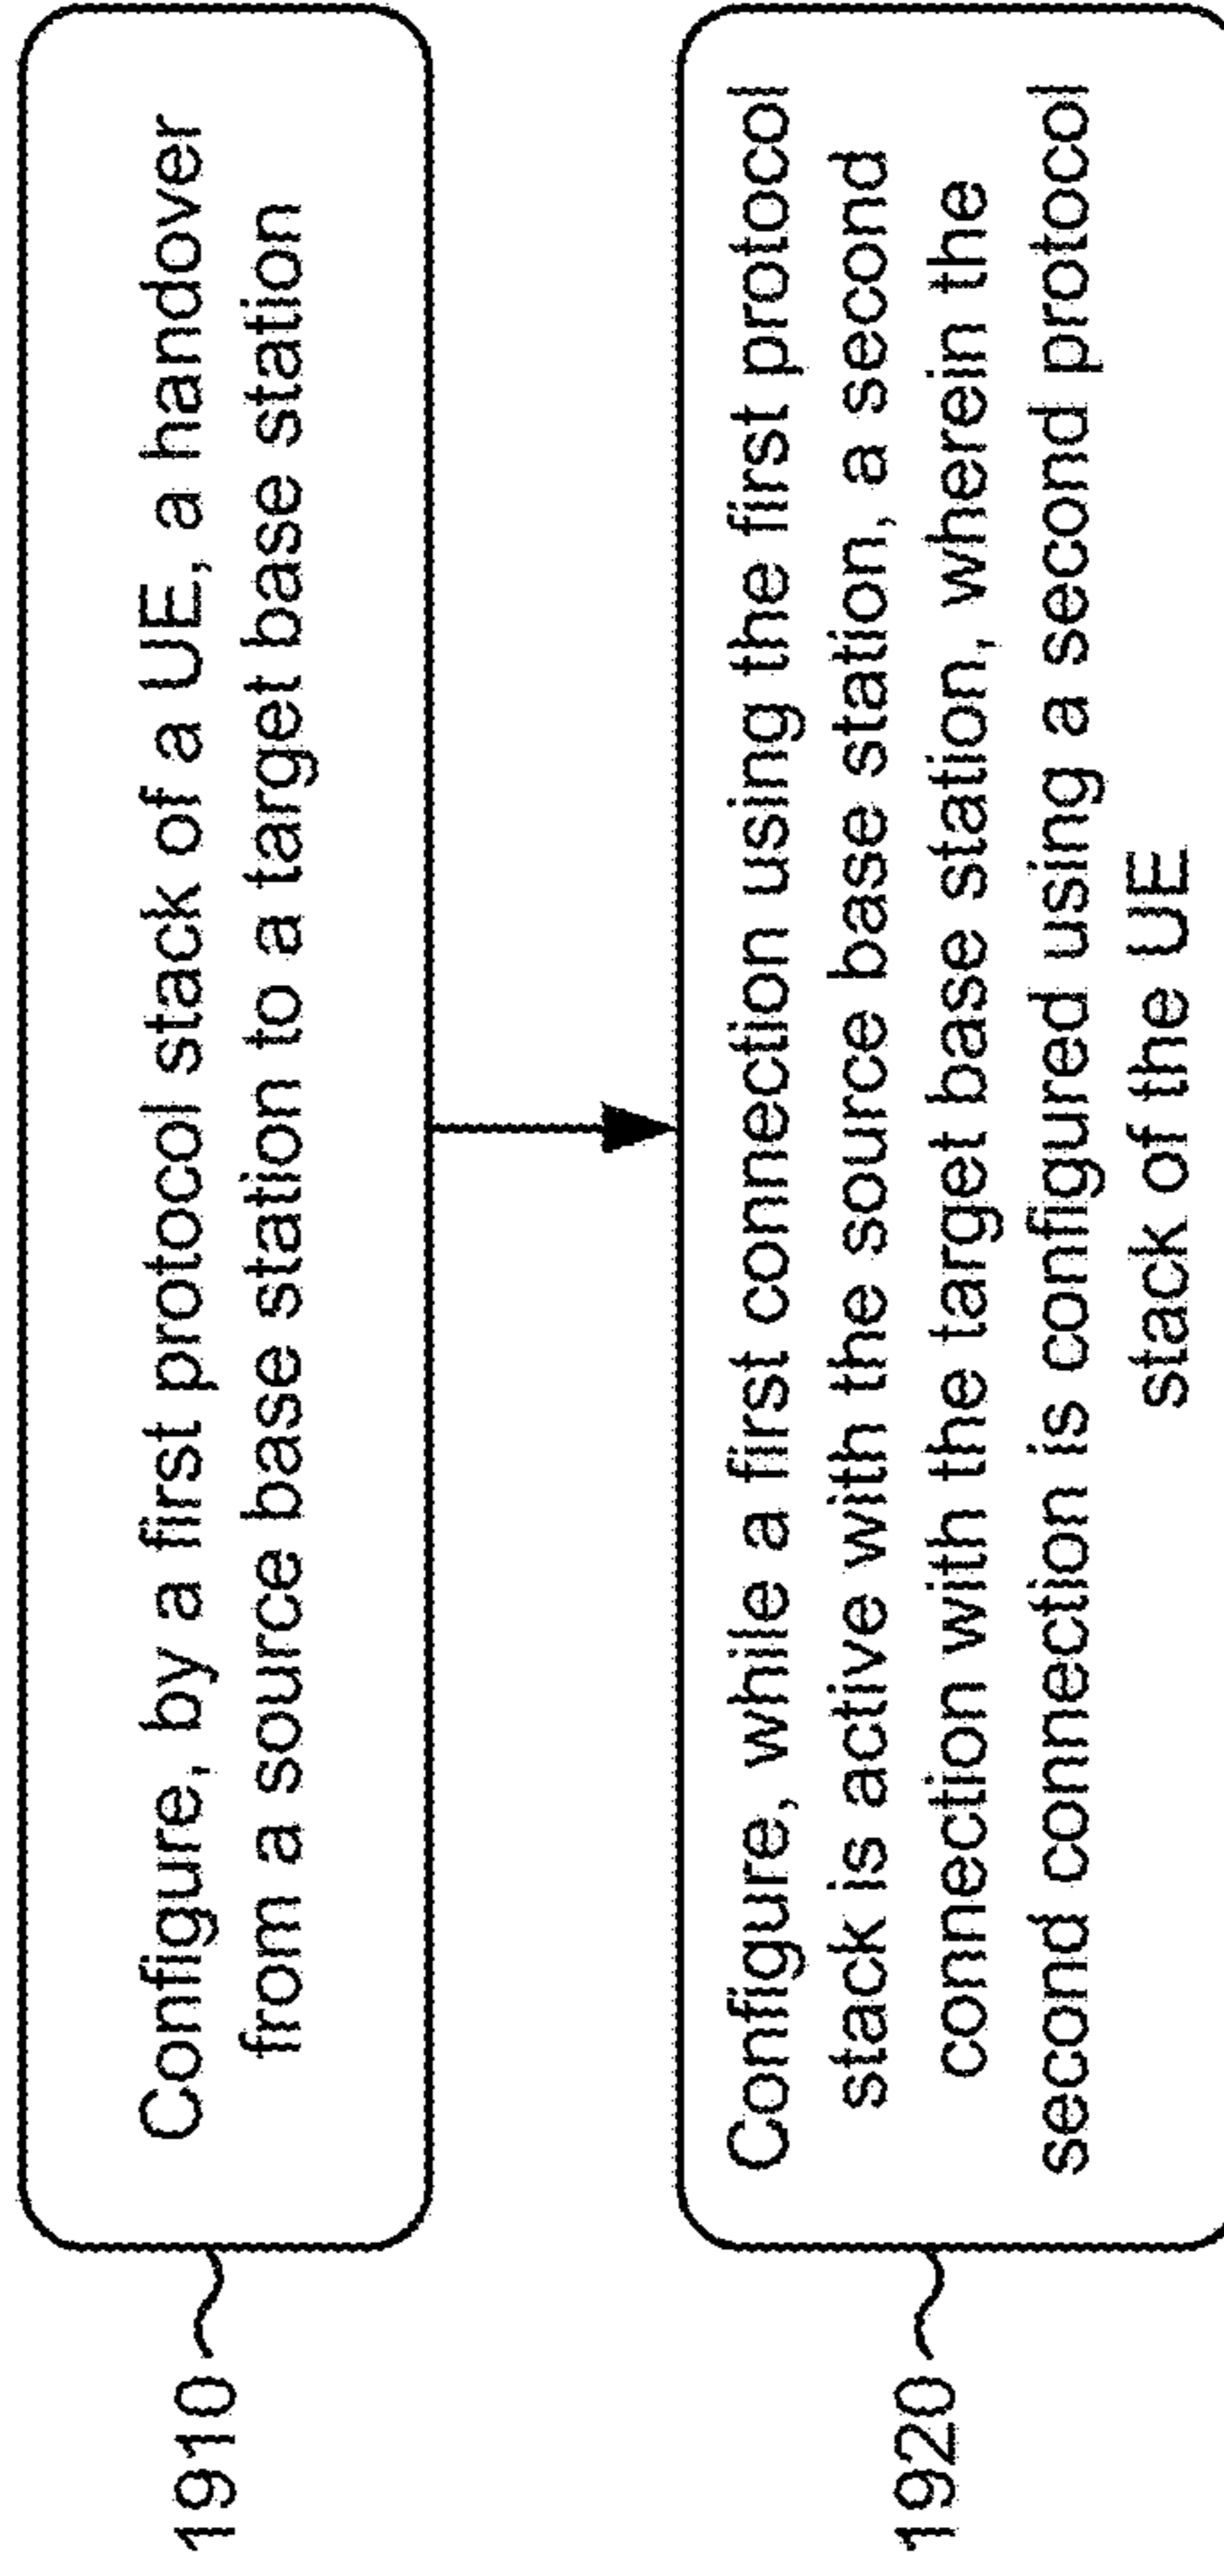 1910
Configure, by a first protocol stack of a UE, a handover
from a source base station to a target base station
1920
Configure, while a first connection using the first protocol
stack is active with the source base station, a second
connection with the target base station, wherein the
second connection is configured using a second protocol
stack of the UE